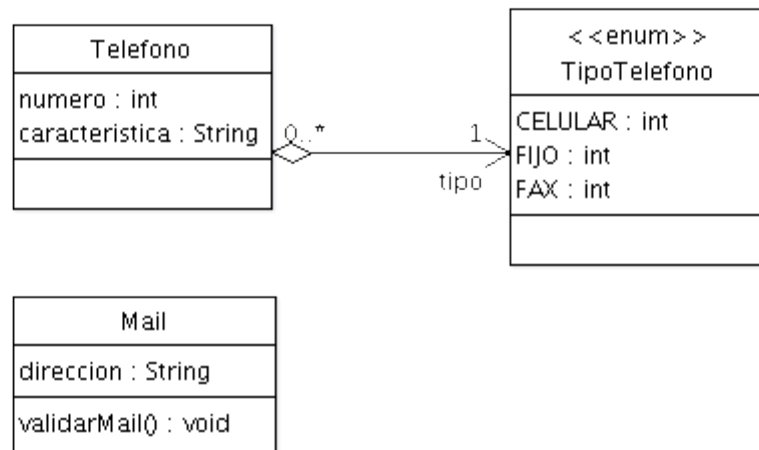 Telefono
numero : int
caracteristica : String
0..*
1
tipo
<<enum>>
TipoTelefono
CELULAR : int
FIJO : int
FAX : int
Mail
direccion : String
validarMail() : void